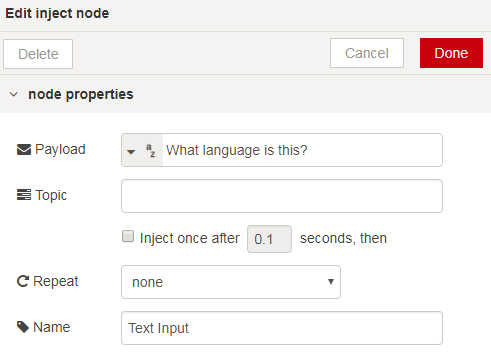 Edit inject node
Delete Cancel Done
node properties
Payload az What language is this?
Topic
Inject once after 0.1 seconds, then
Repeat none
Name Text Input